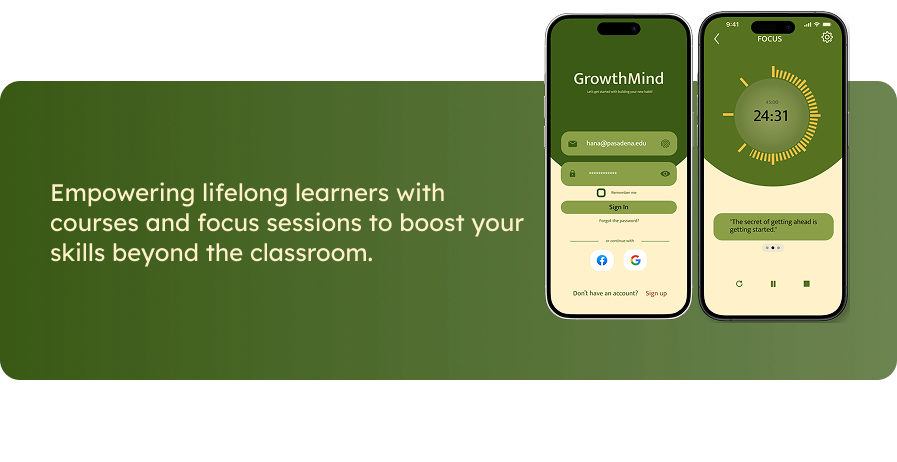 Empowering lifelong learners with
courses and focus sessions to boost your
skills beyond the classroom.
GrowthMind
Let's get started with building your new habit!
hana@pasadena.edu
************
Remember me
Sign In
Forgot the password?
or continue with
Don't have an account? Sign up
9:41
FOCUS
45:00
24:31
"The secret of getting ahead is
getting started."